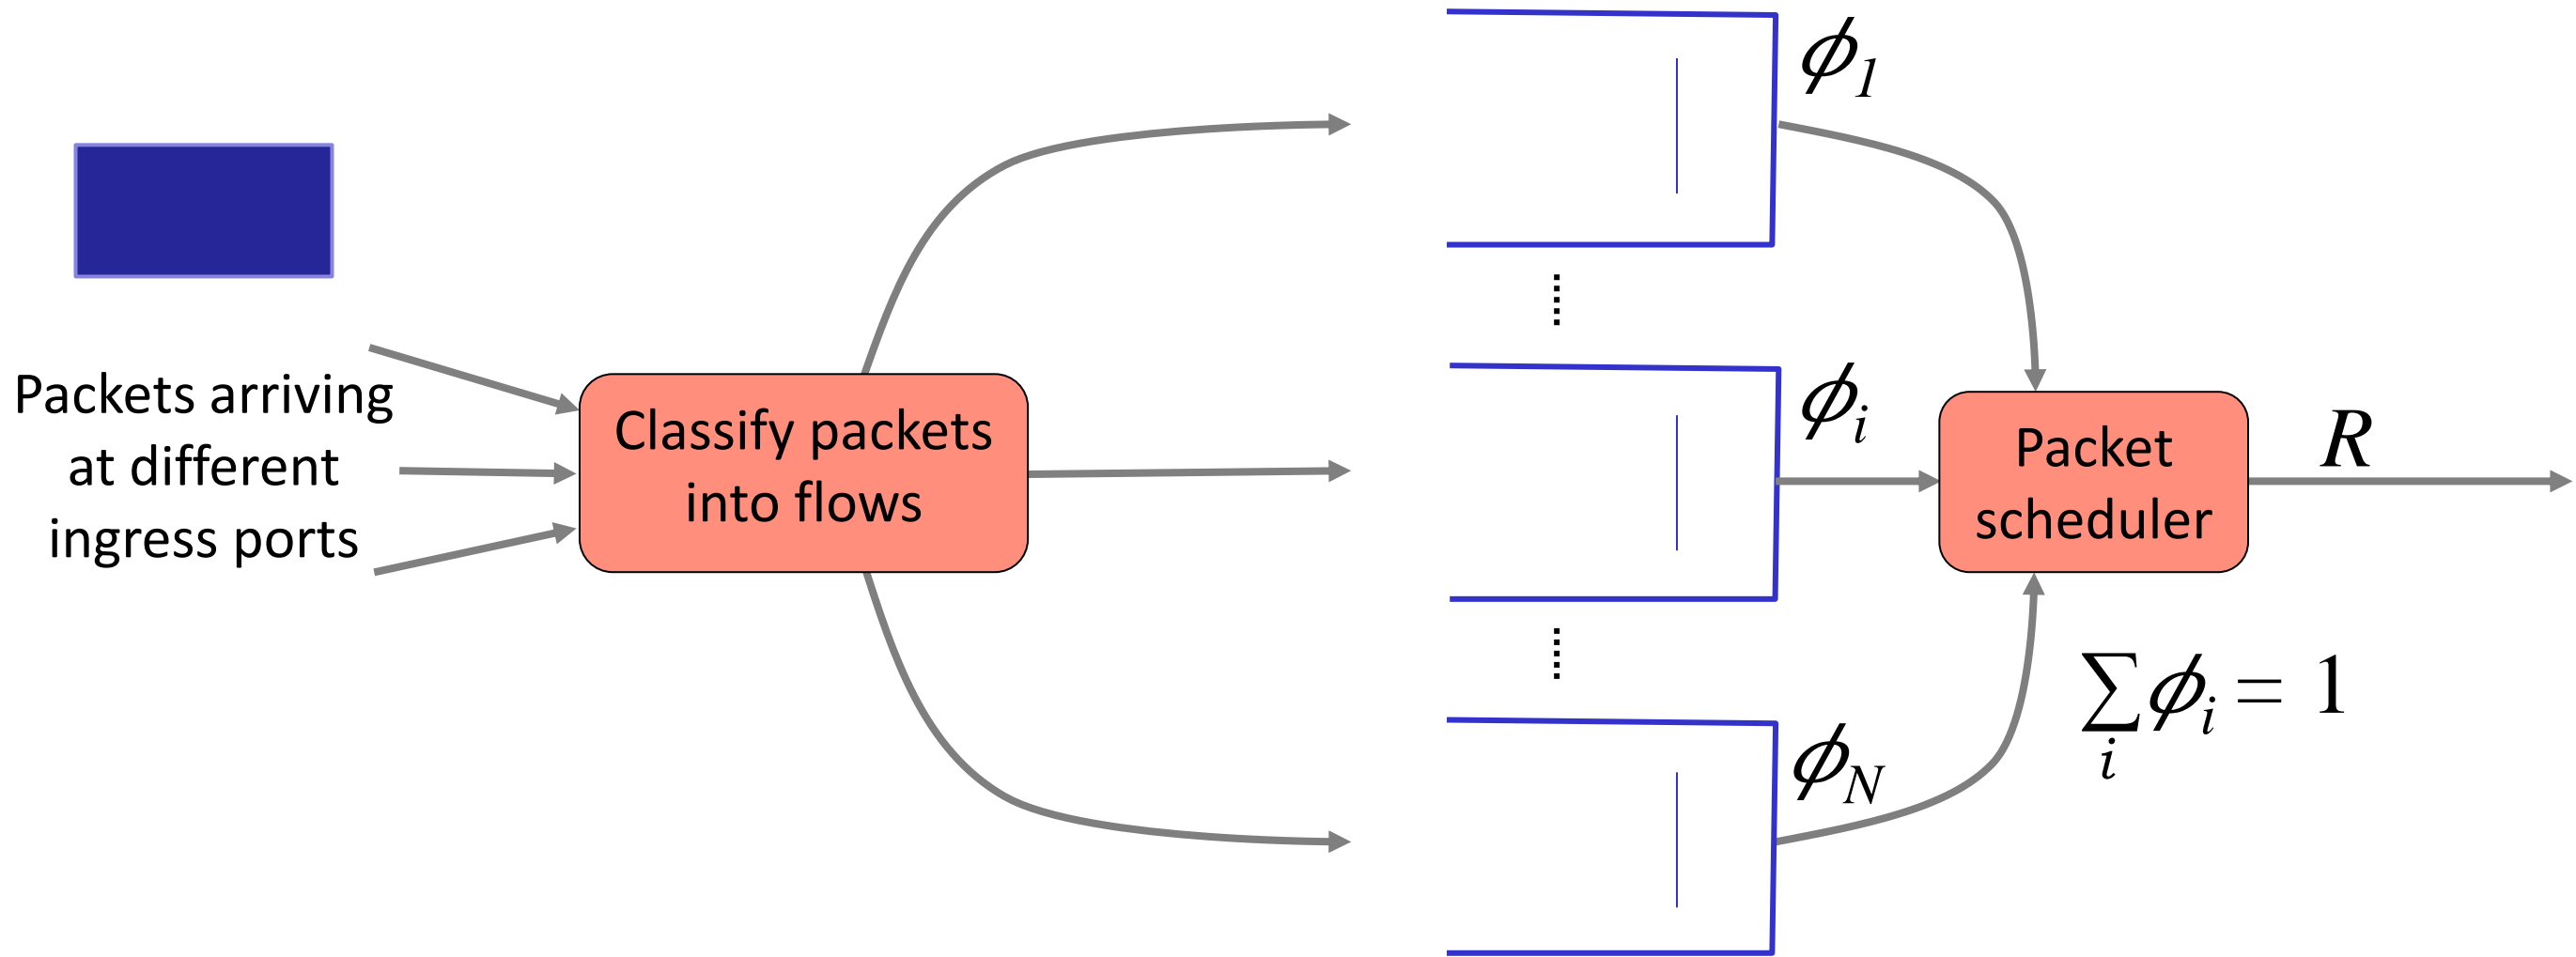 Packets arriving
at different
ingress ports
Classify packets
into flows
ϕ1
ϕi
ϕN
Packet
scheduler
R
∑ϕi = 1
i